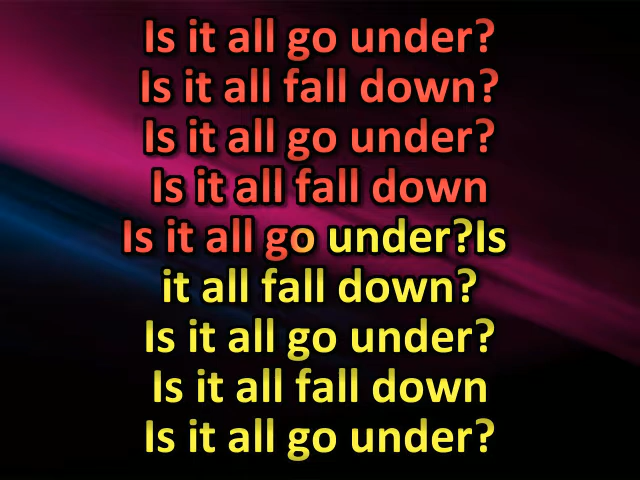 Is it all go under?
Is it all fall down?
Is it all go under?
Is it all fall down
Is it all go under?Is
it all fall down?
Is it all go under?
Is it all fall down
Is it all go under?